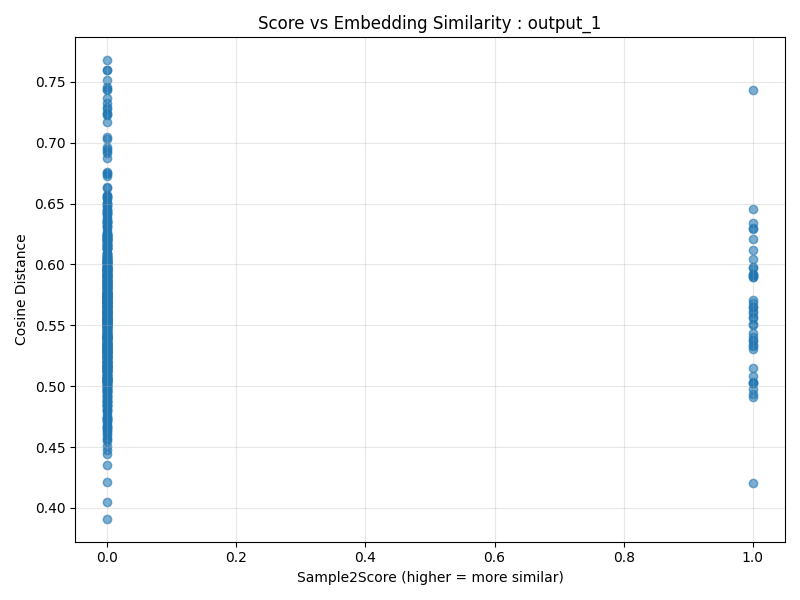 Score vs Embedding Similarity : output_1
Cosine Distance
0.75
0.70
0.65
0.60
0.55
0.50
0.45
0.40
0.0 0.2 0.4 0.6 0.8 1.0
Sample2Score (higher = more similar)